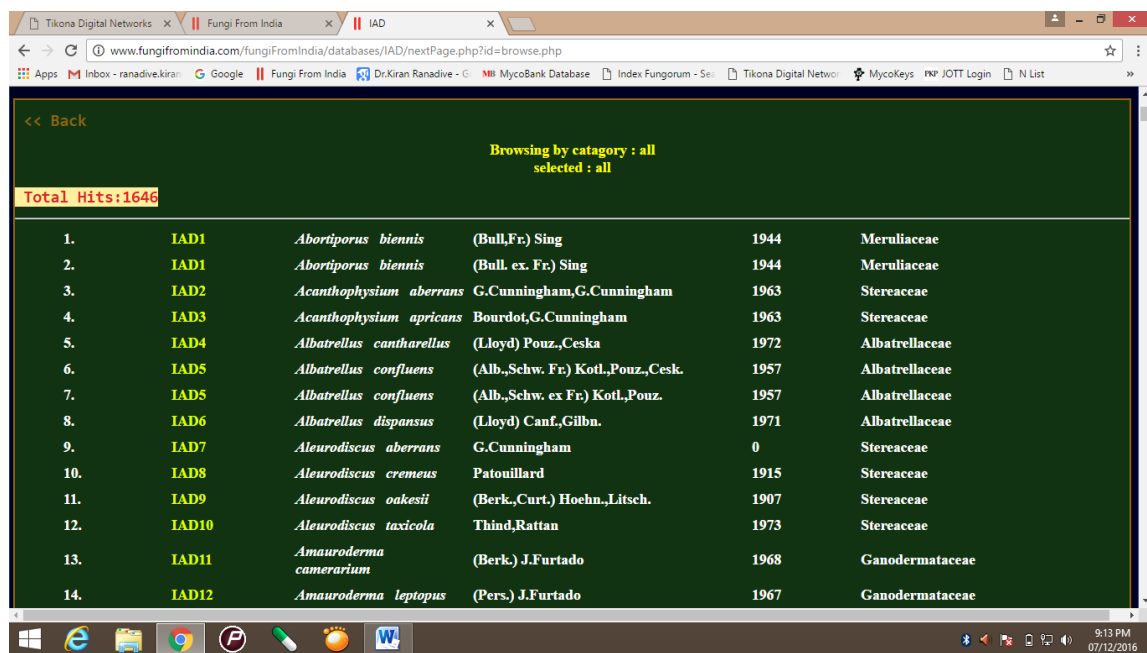 Tikona Digital Networks
Fungi From India
IAD
www.fungifromindia.com/fungiFromIndia/databases/IAD/nextPage.php?id=browse.php
Apps Inbox - ranadive.kiran Google Fungi From India Dr.Kiran Ranadive - G MB MycoBank Database Index Fungorum - Sea Tikona Digital Networ MycoKeys PKP JOTT Login N List »
<< Back
Browsing by catagory : all
selected : all
Total Hits:1646
1. IAD1 Abortiporus biennis (Bull,Fr.) Sing 1944 Meruliaceae
2. IAD1 Abortiporus biennis (Bull. ex. Fr.) Sing 1944 Meruliaceae
3. IAD2 Acanthophysium aberrans G.Cunningham,G.Cunningham 1963 Stereaceae
4. IAD3 Acanthophysium apricans Bourdot,G.Cunningham 1963 Stereaceae
5. IAD4 Albatrellus cantharellus (Lloyd) Pouz.,Ceska 1972 Albatrellaceae
6. IAD5 Albatrellus confluens (Alb.,Schw. Fr.) Kotl.,Pouz.,Cesk. 1957 Albatrellaceae
7. IAD5 Albatrellus confluens (Alb.,Schw. ex Fr.) Kotl.,Pouz. 1957 Albatrellaceae
8. IAD6 Albatrellus dispansus (Lloyd) Canf.,Gilbn. 1971 Albatrellaceae
9. IAD7 Aleurodiscus aberrans G.Cunningham 0 Stereaceae
10. IAD8 Aleurodiscus cremeus Patouillard 1915 Stereaceae
11. IAD9 Aleurodiscus oakesii (Berk.,Curt.) Hoehn.,Litsch. 1907 Stereaceae
12. IAD10 Aleurodiscus taxicola Thind,Rattan 1973 Stereaceae
13. IAD11 Amauroderma camerarium (Berk.) J.Furtado 1968 Ganodermataceae
14. IAD12 Amauroderma leptopus (Pers.) J.Furtado 1967 Ganodermataceae
9:13 PM
07/12/2016